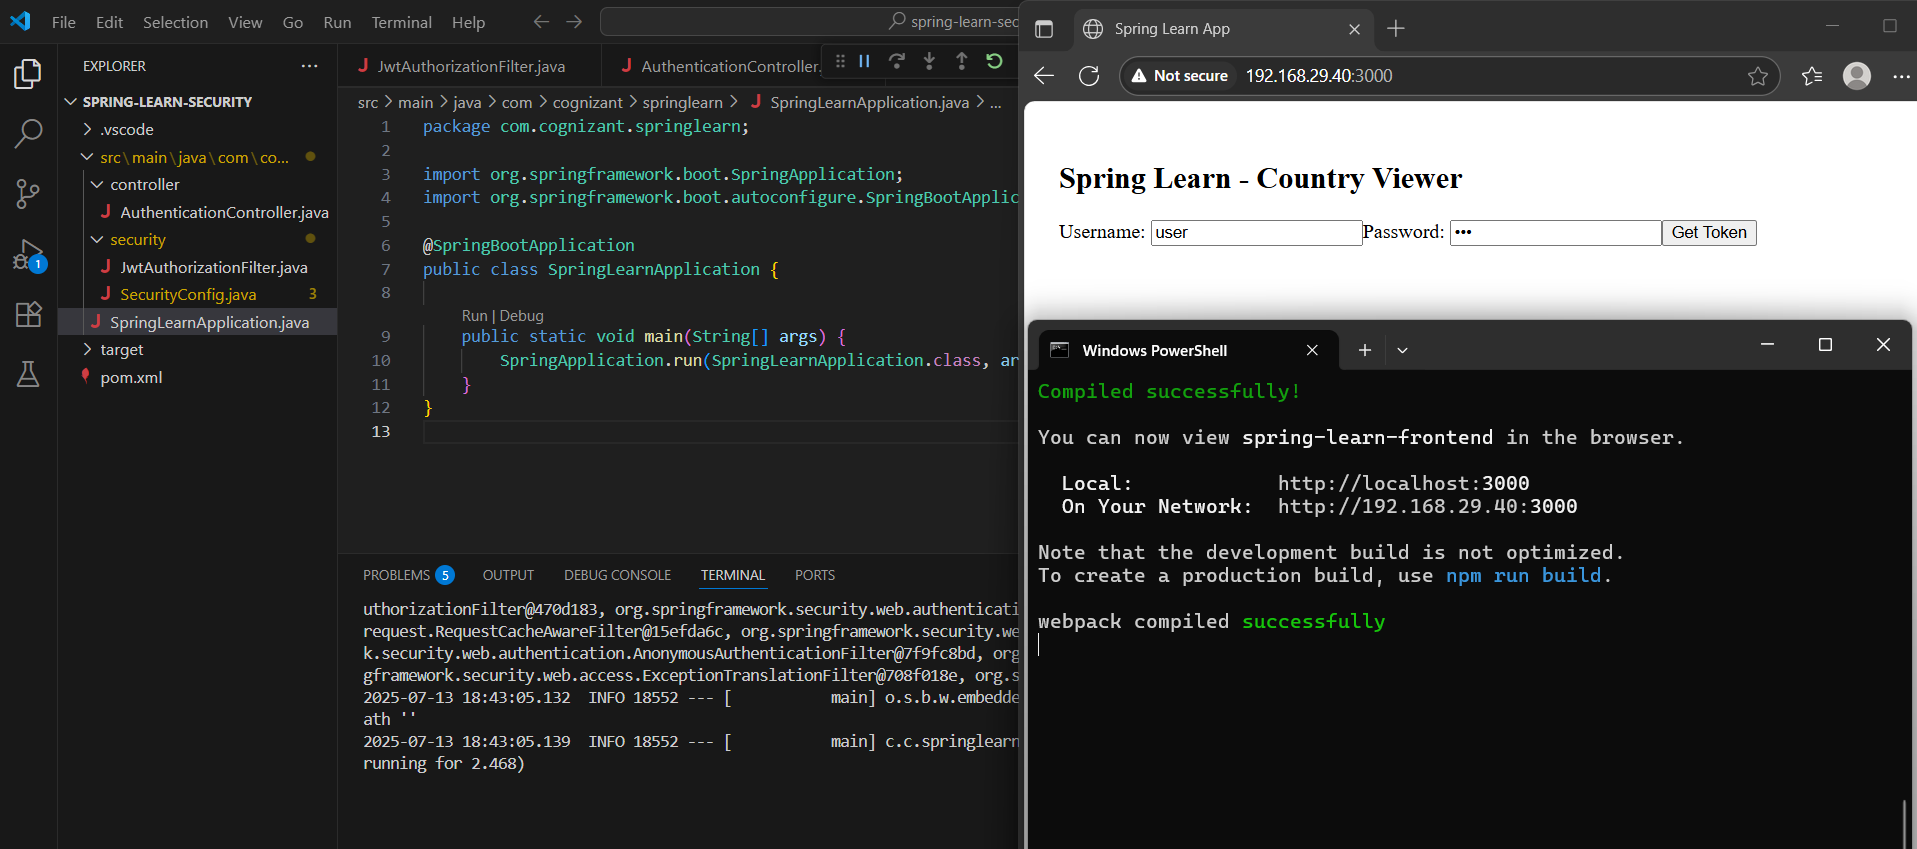 File Edit Selection View Go Run Terminal Help
spring-learn-sec
EXPLORER
SPRING-LEARN-SECURITY
.vscode
src\main\java\com\co...
controller
AuthenticationController.java
security
JwtAuthorizationFilter.java
SecurityConfig.java 3
SpringLearnApplication.java
target
pom.xml
1
JwtAuthorizationFilter.java
AuthenticationController.
src > main > java > com > cognizant > springlearn > SpringLearnApplication.java > ...
1 package com.cognizant.springlearn;
2
3 import org.springframework.boot.SpringApplication;
4 import org.springframework.boot.autoconfigure.SpringBootApplic
5
6 @SpringBootApplication
7 public class SpringLearnApplication {
8
Run | Debug
9 public static void main(String[] args) {
10 SpringApplication.run(SpringLearnApplication.class, ar
11 }
12 }
13
PROBLEMS 5 OUTPUT DEBUG CONSOLE TERMINAL PORTS
uthorizationFilter@470d183, org.springframework.security.web.authenticati
request.RequestCacheAwareFilter@15efda6c, org.springframework.security.we
k.security.web.authentication.AnonymousAuthenticationFilter@7f9fc8bd, org
gframework.security.web.access.ExceptionTranslationFilter@708f018e, org.s
2025-07-13 18:43:05.132 INFO 18552 --- [ main] o.s.b.w.embedde
ath ''
2025-07-13 18:43:05.139 INFO 18552 --- [ main] c.c.springlearn
running for 2.468)
Spring Learn App
Not secure 192.168.29.40:3000
Spring Learn - Country Viewer
Username: user Password: ••• Get Token
Windows PowerShell
Compiled successfully!
You can now view spring-learn-frontend in the browser.
Local: http://localhost:3000
On Your Network: http://192.168.29.40:3000
Note that the development build is not optimized.
To create a production build, use npm run build.
webpack compiled successfully